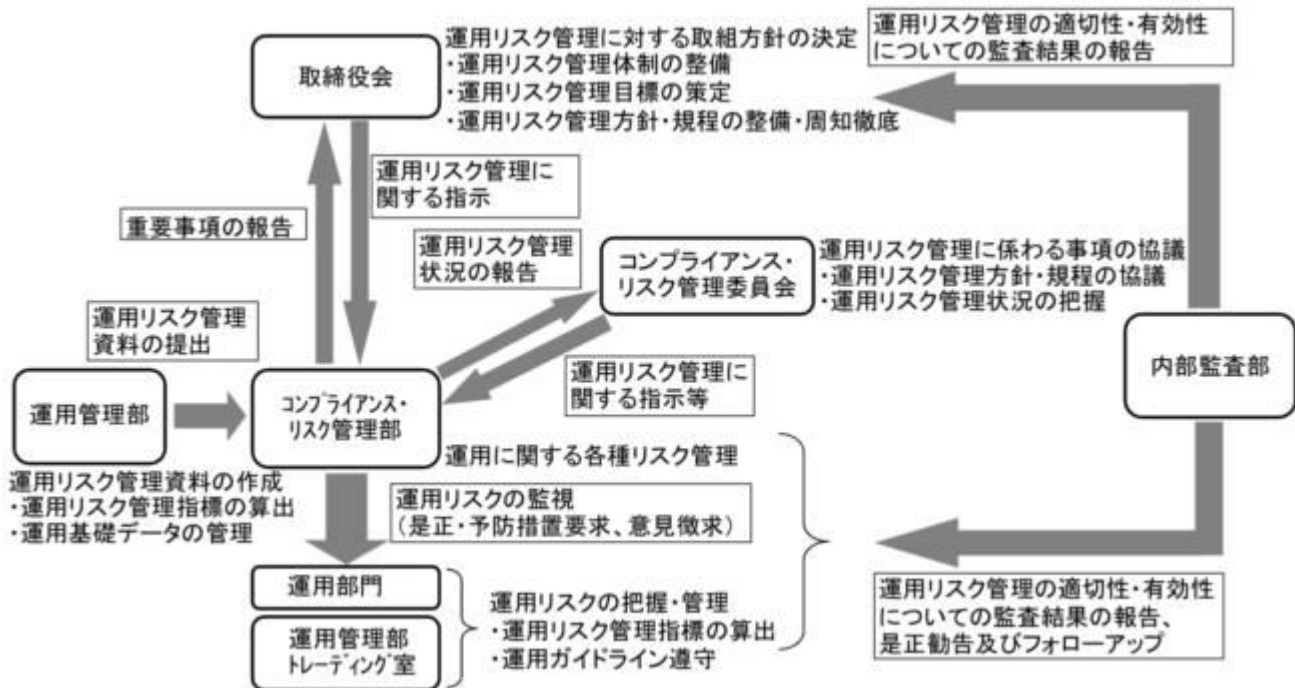 取締役会
運用リスク管理に対する取組方針の決定
・運用リスク管理体制の整備
・運用リスク管理目標の策定
・運用リスク管理方針・規程の整備・周知徹底
運用リスク管理の適切性・有効性
についての監査結果の報告
重要事項の報告
運用リスク管理に
関する指示
運用リスク管理
状況の報告
コンプライアンス・
リスク管理委員会
運用リスク管理に係わる事項の協議
・運用リスク管理方針・規程の協議
・運用リスク管理状況の把握
内部監査部
運用リスク管理
資料の提出
運用リスク管理に
関する指示等
運用管理部
コンプライアンス・
リスク管理部
運用リスク管理資料の作成
・運用リスク管理指標の算出
・運用基礎データの管理
運用に関する各種リスク管理
運用リスクの監視
(是正・予防措置要求、意見徴求)
運用部門
運用管理部
トレーディング室
運用リスクの把握・管理
・運用リスク管理指標の算出
・運用ガイドライン遵守
運用リスク管理の適切性・有効性
についての監査結果の報告、
是正勧告及びフォローアップ